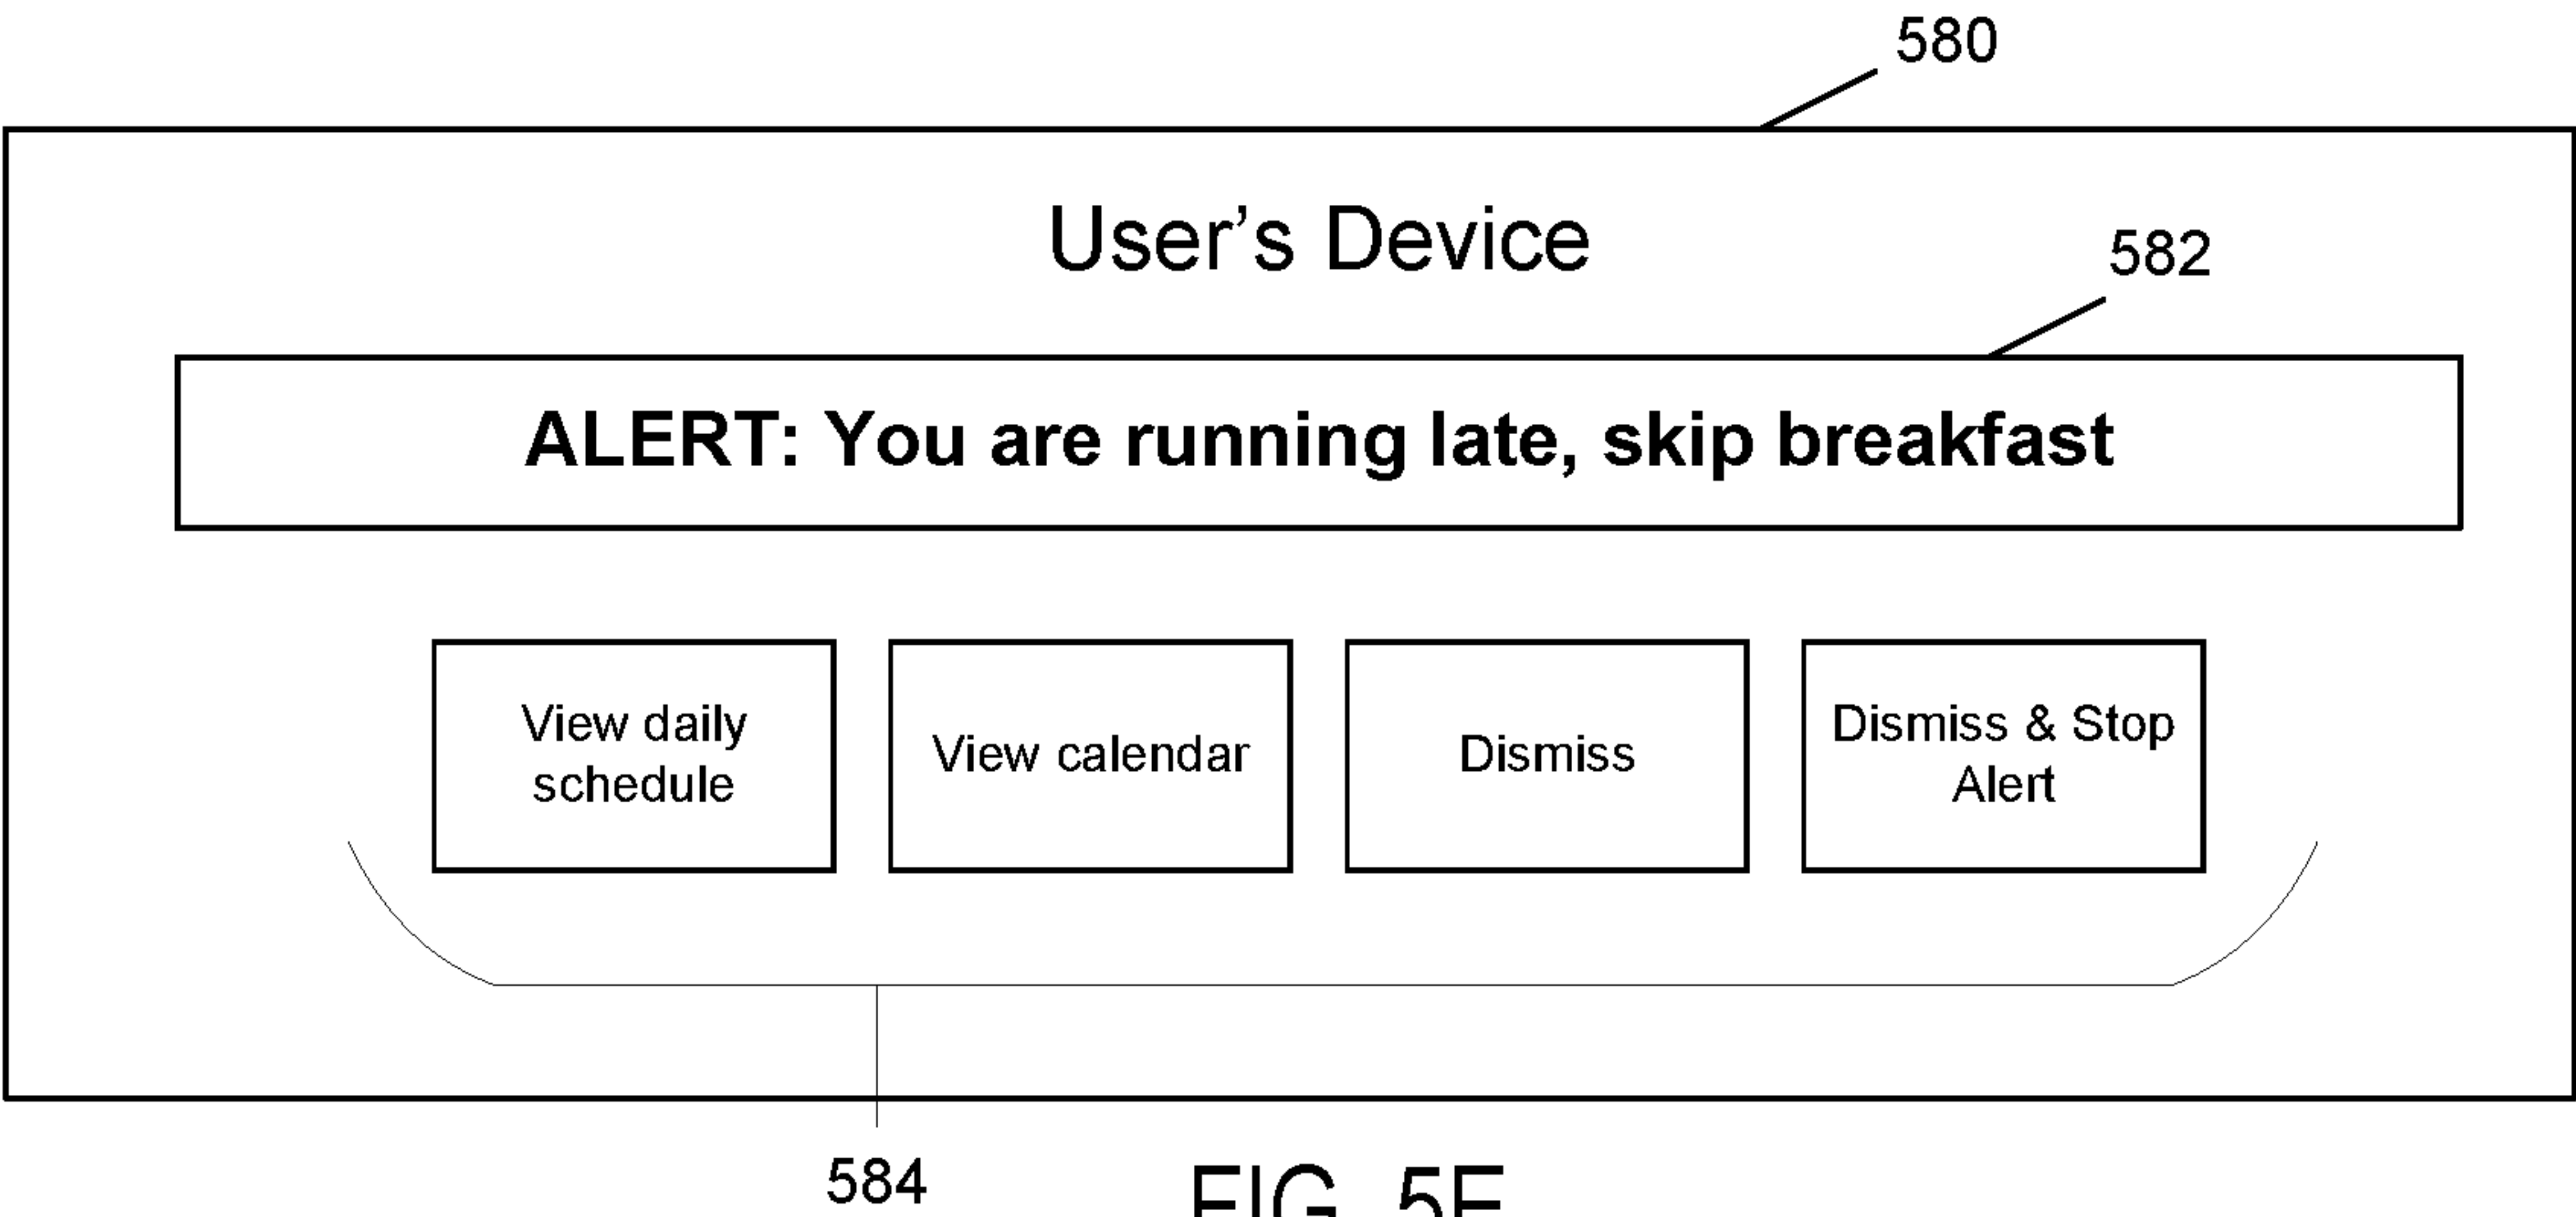 580
User's Device
582
ALERT: You are running late, skip breakfast
View daily
schedule
View calendar
Dismiss
Dismiss & Stop
Alert
584